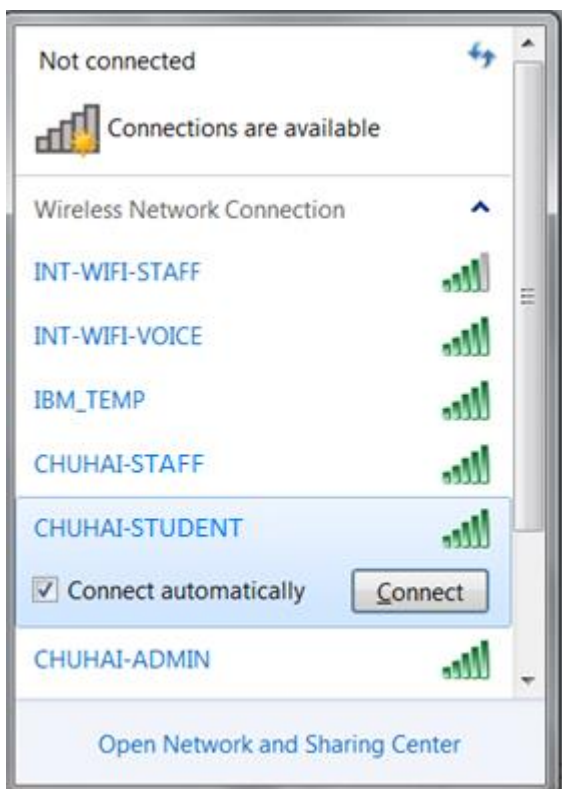 Not connected
Connections are available
Wireless Network Connection
INT-WIFI-STAFF
INT-WIFI-VOICE
IBM_TEMP
CHUHAI-STAFF
CHUHAI-STUDENT
Connect automatically Connect
CHUHAI-ADMIN
Open Network and Sharing Center